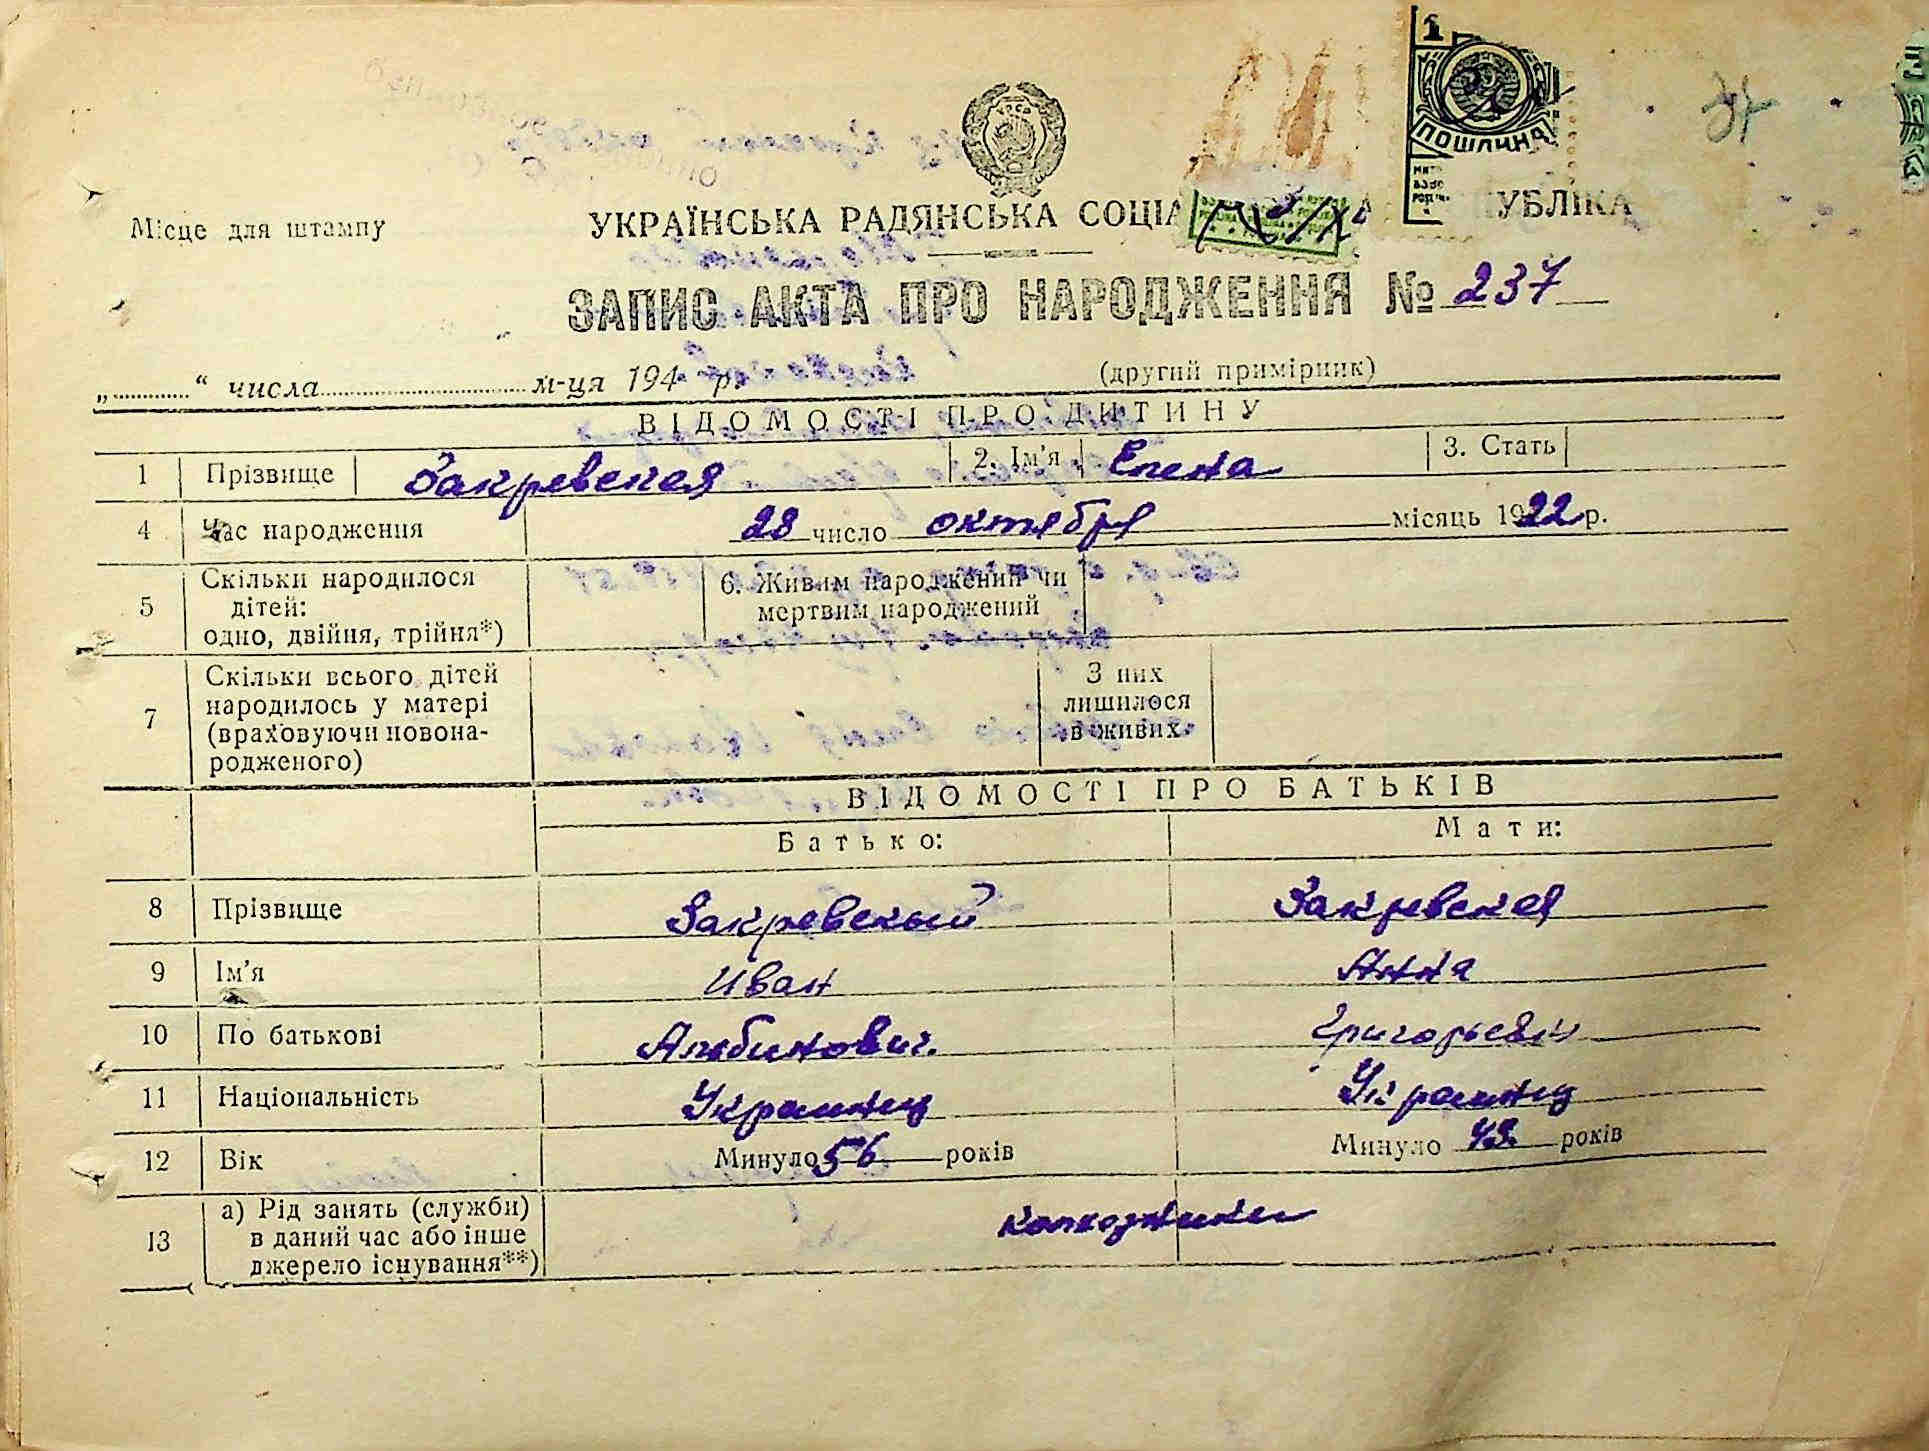 1
ПОШЛИНА
Місце для штампу
УКРАЇНСЬКА РАДЯНСЬКА СОЦІА УБЛІКА
ЗАПИС АКТА ПРО НАРОДЖЕННЯ № 237
„ “ числа м-ця 194 р.
(другий примірник)
ВІДОМОСТІ ПРО ДИТИНУ
1 Прізвище Закревская 2. Ім’я Елена 3. Стать
4 Час народження 28 число октября місяць 1922 р.
5 Скільки народилося дітей: одно, двійня, трійня*) 6. Живим народжений чи мертвим народжений
7 Скільки всього дітей народилось у матері (враховуючи новонародженого) З них лишилося в живих
ВІДОМОСТІ ПРО БАТЬКІВ
Батько: Мати:
8 Прізвище Закревский Закревская
9 Ім’я Иван Анна
10 По батькові Альбинович. Григорьевн
11 Національність Украинец Украинц
12 Вік Минуло 56 років Минуло 43 років
13 а) Рід занять (служби) в даний час або інше джерело існування**) колхозники